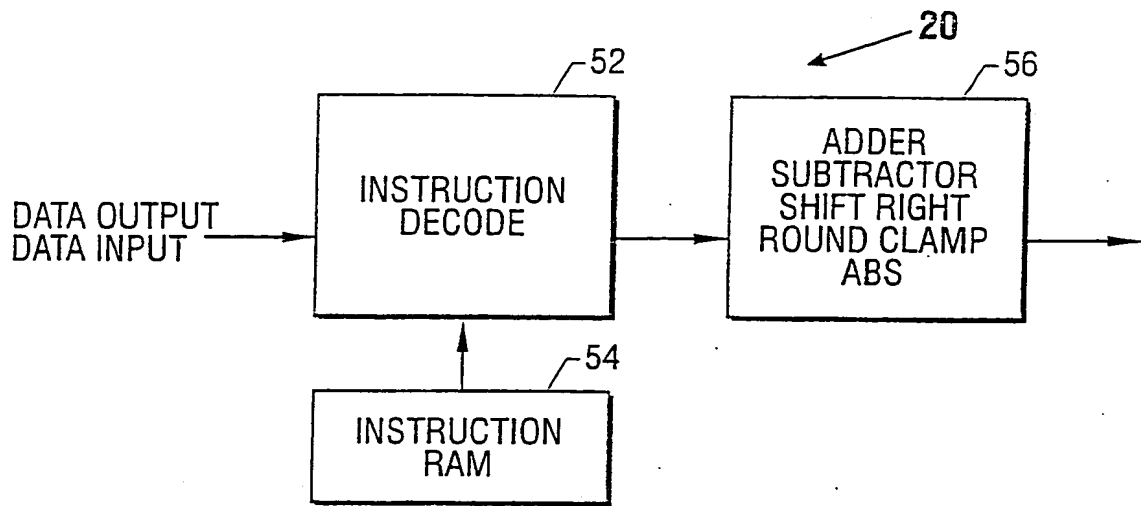 20
52
56
INSTRUCTION
DECODE
ADDER
SUBTRACTOR
SHIFT RIGHT
ROUND CLAMP
ABS
DATA OUTPUT
DATA INPUT
54
INSTRUCTION
RAM